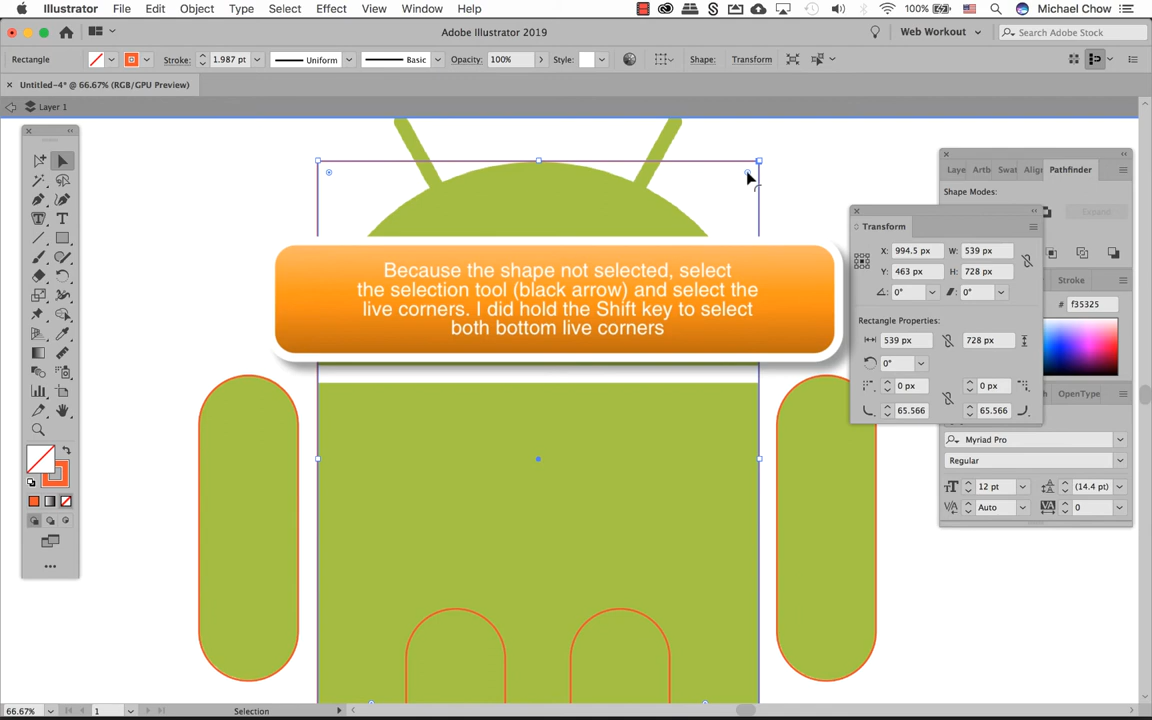 Illustrator File Edit Object Type Select Effect View Window Help 100% Michael Chow
Adobe Illustrator 2019 Web Workout Search Adobe Stock
Rectangle Stroke: 1.987 pt Uniform Basic Opacity: 100% Style: Shape: Transform
× Untitled-4* @ 66.67% (RGB/GPU Preview)
Layer 1
Laye Artb Swat Alig Pathfinder
Shape Modes:
Expand
Transform
X: 994.5 px W: 539 px
Y: 463 px H: 728 px
0° 0°
Rectangle Properties:
539 px 728 px
0°
0 px 0 px
65.566 65.566
Stroke
# f35325
OpenType
Myriad Pro
Regular
12 pt (14.4 pt)
Auto 0
Because the shape not selected, select
the selection tool (black arrow) and select the
live corners. I did hold the Shift key to select
both bottom live corners
66.67% 1 Selection